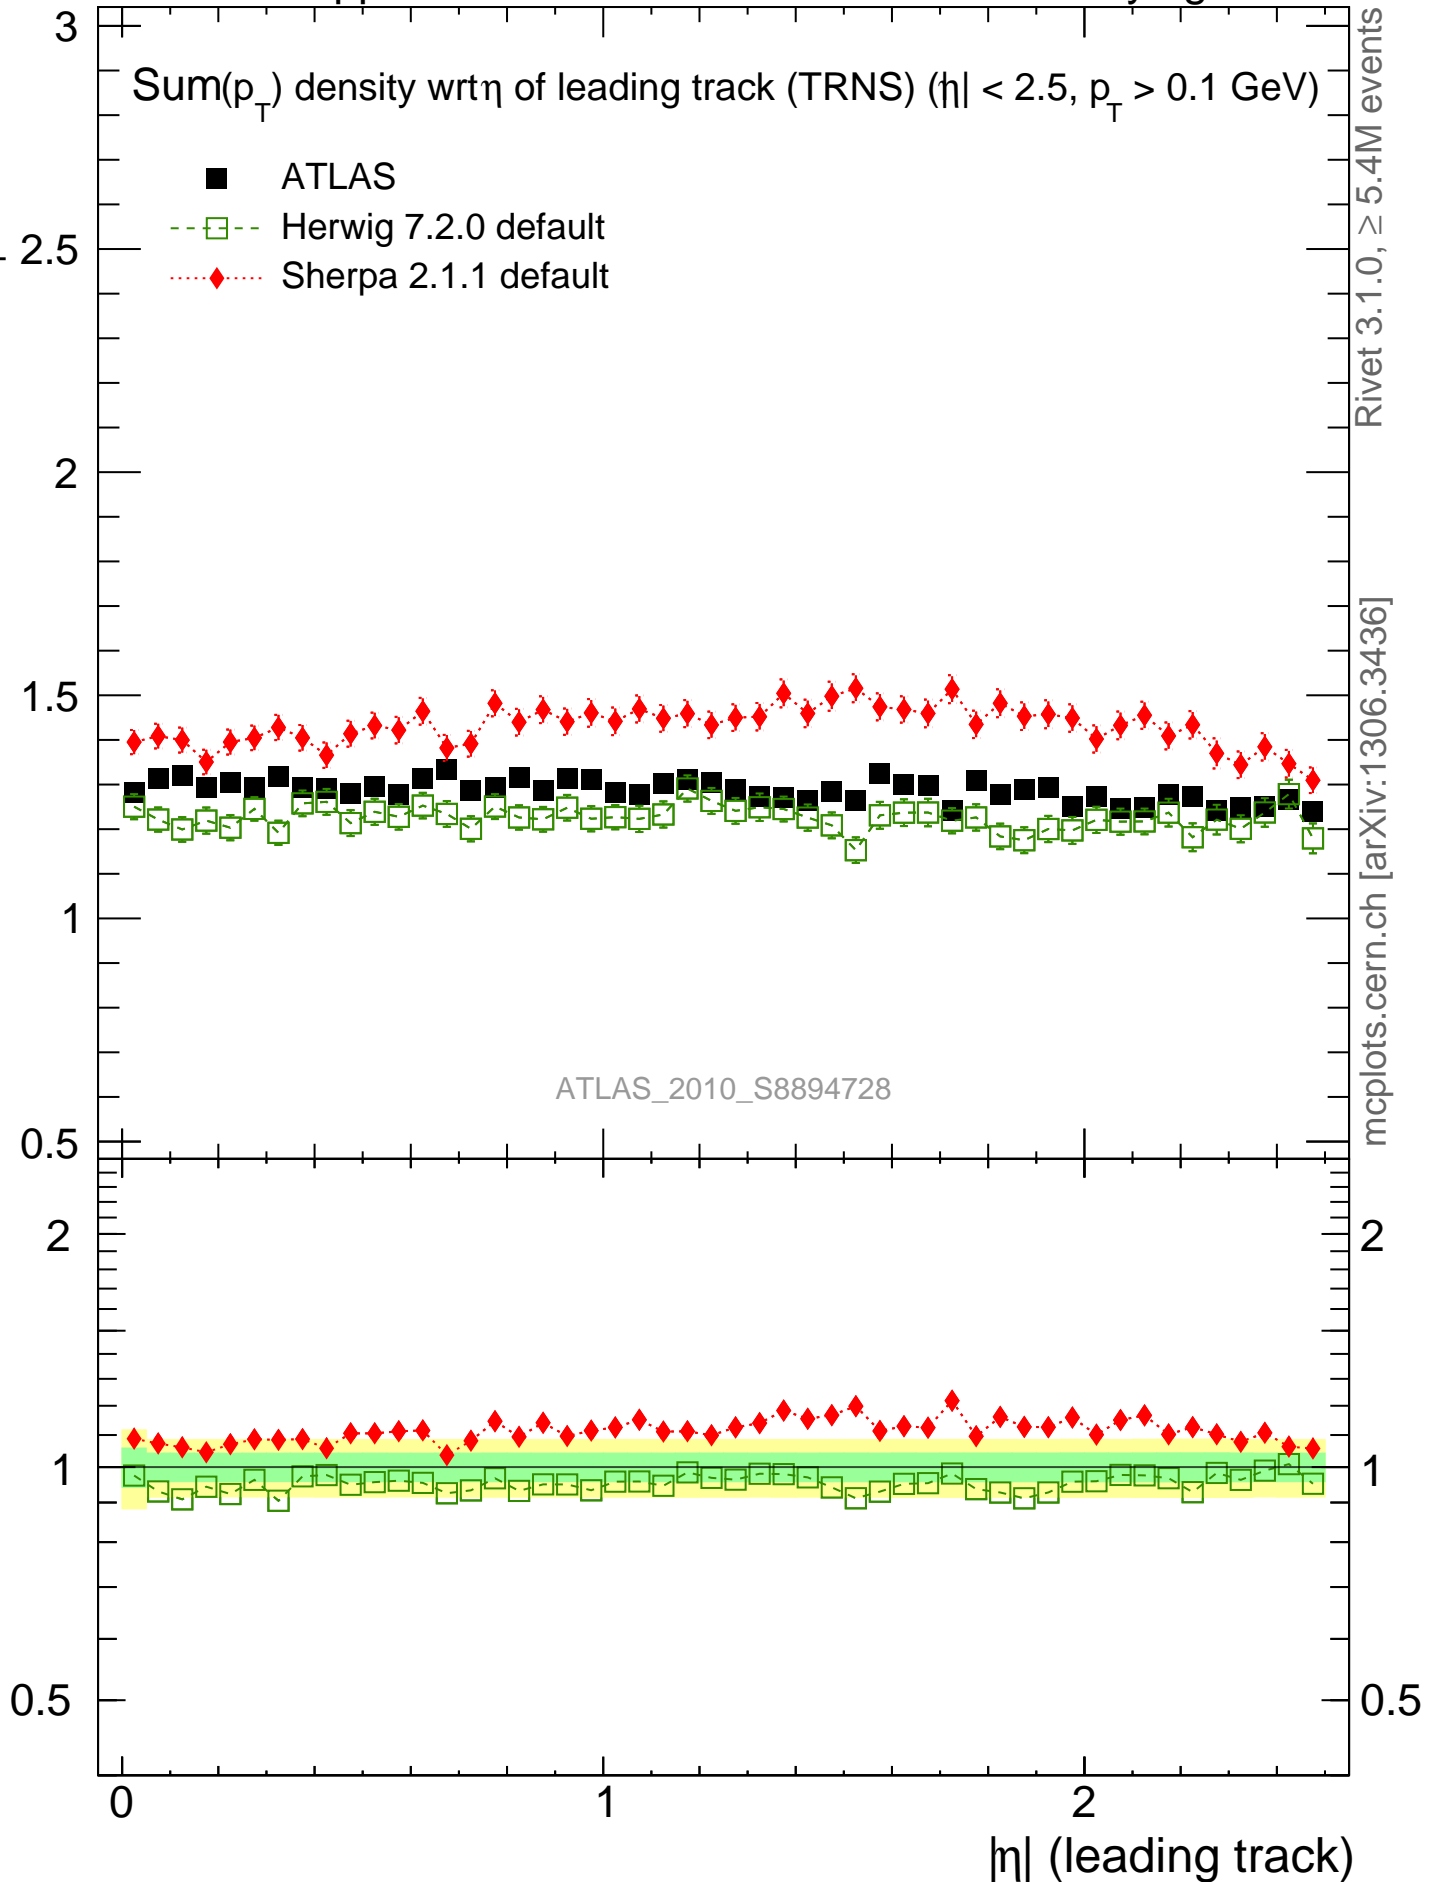 Sum(p_T) density wrt η of leading track (TRNS) (|η| < 2.5, p_T > 0.1 GeV)
ATLAS
Herwig 7.2.0 default
Sherpa 2.1.1 default
3
2.5
2
1.5
1
0.5
ATLAS_2010_S8894728
2
1
0.5
2
1
0.5
0
1
2
|η| (leading track)
Rivet 3.1.0, ≥ 5.4M events
mcplots.cern.ch [arXiv:1306.3436]